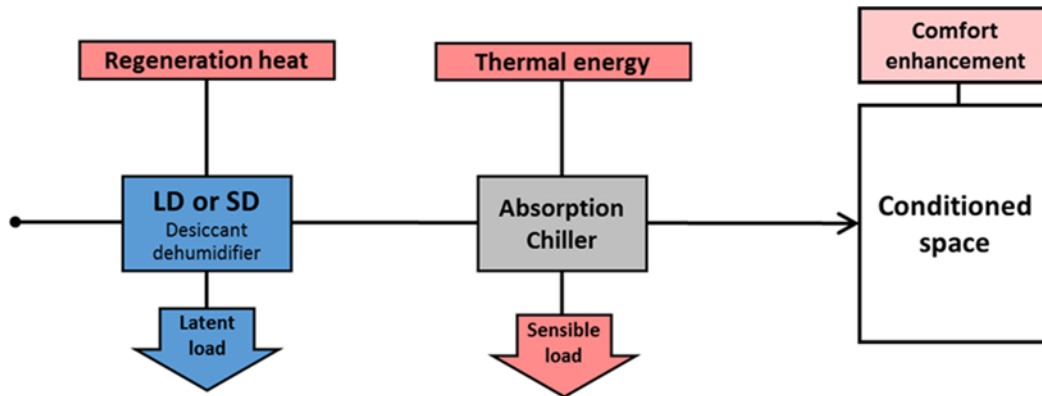 Regeneration heat
Thermal energy
Comfort
enhancement
LD or SD
Desiccant
dehumidifier
Absorption
Chiller
Conditioned
space
Latent
load
Sensible
load